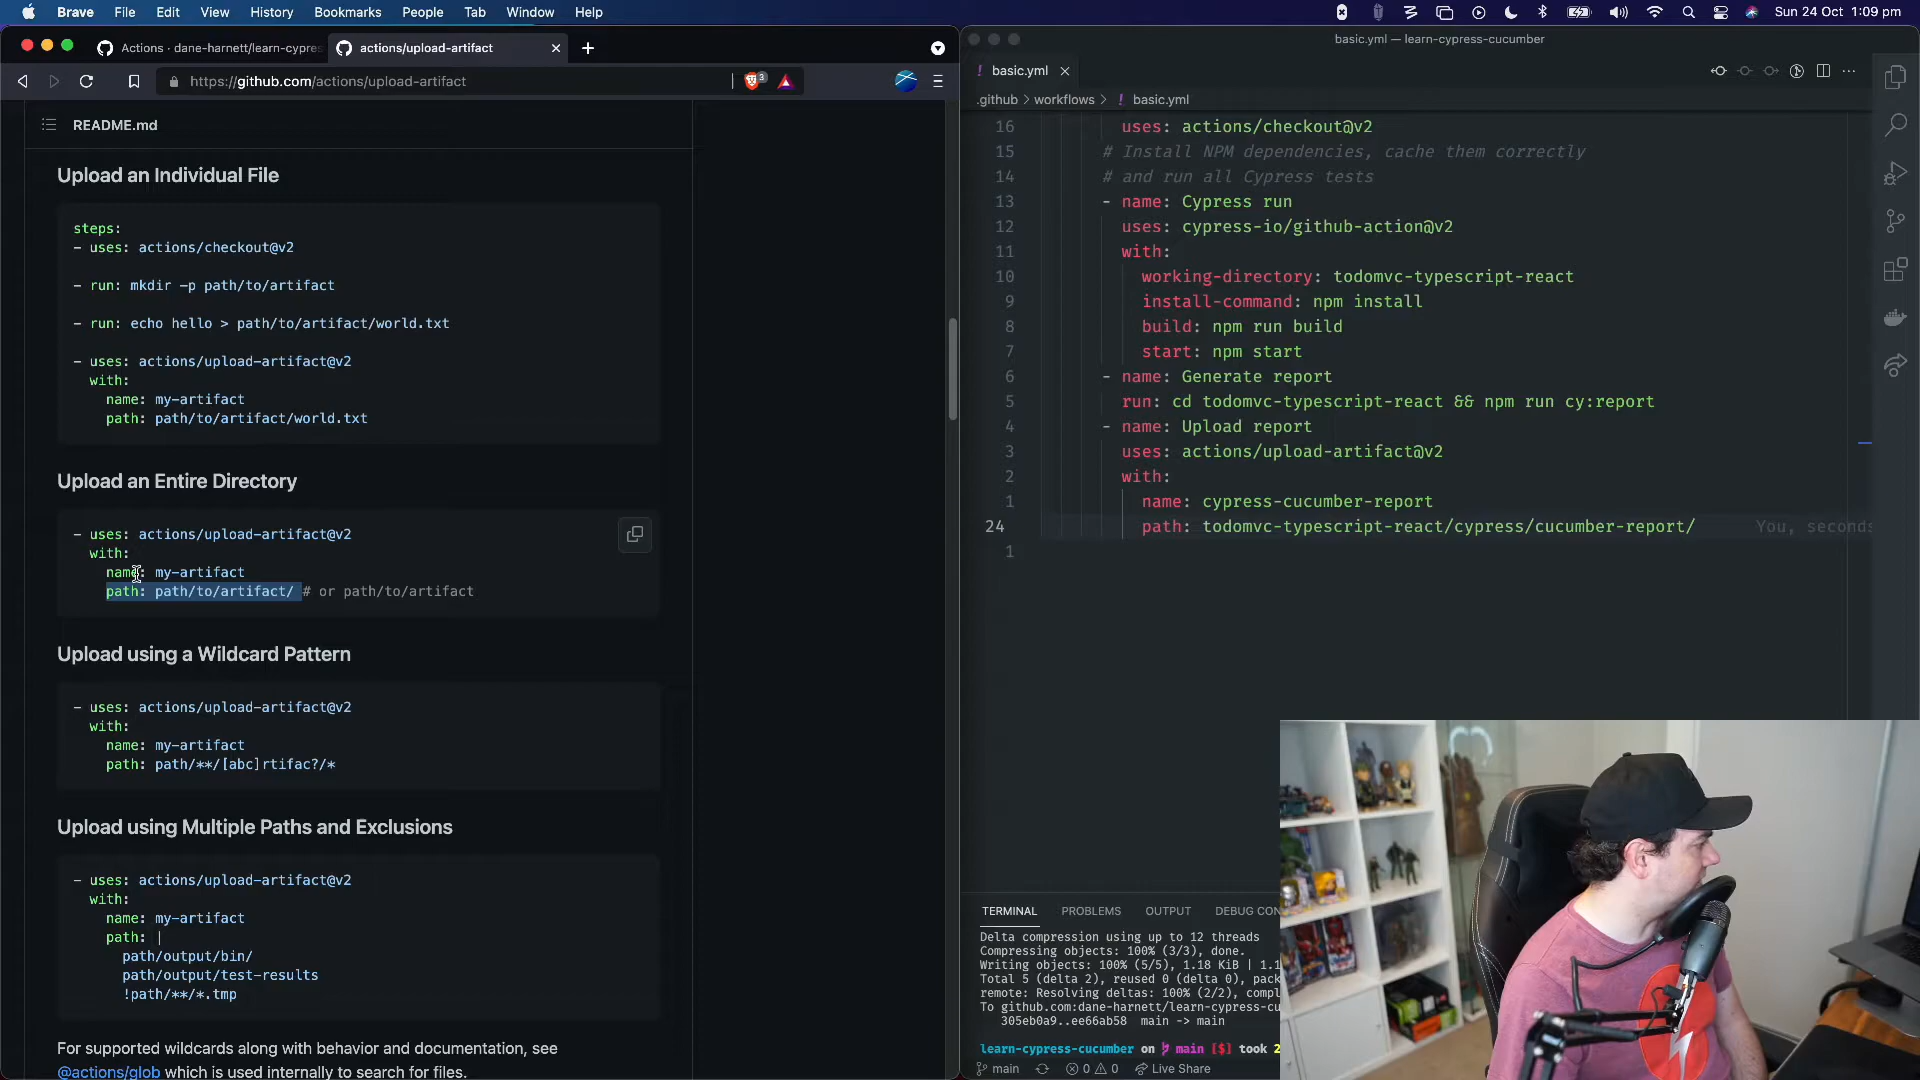 Brave File Edit View History Bookmarks People Tab Window Help Sun 24 Oct 1:09 pm
Actions · dane-harnett/learn-cypres
actions/upload-artifact
https://github.com/actions/upload-artifact
3
README.md
Upload an Individual File
steps:
- uses: actions/checkout@v2
- run: mkdir -p path/to/artifact
- run: echo hello > path/to/artifact/world.txt
- uses: actions/upload-artifact@v2
with:
name: my-artifact
path: path/to/artifact/world.txt
Upload an Entire Directory
- uses: actions/upload-artifact@v2
with:
name: my-artifact
path: path/to/artifact/ # or path/to/artifact
Upload using a Wildcard Pattern
- uses: actions/upload-artifact@v2
with:
name: my-artifact
path: path/**/[abc]rtifac?/*
Upload using Multiple Paths and Exclusions
- uses: actions/upload-artifact@v2
with:
name: my-artifact
path: |
path/output/bin/
path/output/test-results
!path/**/*.tmp
For supported wildcards along with behavior and documentation, see
@actions/glob which is used internally to search for files.
basic.yml — learn-cypress-cucumber
! basic.yml
.github > workflows > ! basic.yml
16 uses: actions/checkout@v2
15 # Install NPM dependencies, cache them correctly
14 # and run all Cypress tests
13 - name: Cypress run
12 uses: cypress-io/github-action@v2
11 with:
10 working-directory: todomvc-typescript-react
9 install-command: npm install
8 build: npm run build
7 start: npm start
6 - name: Generate report
5 run: cd todomvc-typescript-react && npm run cy:report
4 - name: Upload report
3 uses: actions/upload-artifact@v2
2 with:
1 name: cypress-cucumber-report
24 path: todomvc-typescript-react/cypress/cucumber-report/ You, seconds
1
TERMINAL PROBLEMS OUTPUT DEBUG CON
Delta compression using up to 12 threads
Compressing objects: 100% (3/3), done.
Writing objects: 100% (5/5), 1.18 KiB | 1.1
Total 5 (delta 2), reused 0 (delta 0), pack
remote: Resolving deltas: 100% (2/2), compl
To github.com:dane-harnett/learn-cypress-cu
305eb0a9..ee66ab58 main -> main
learn-cypress-cucumber on main [$] took 2
main 0 0 Live Share